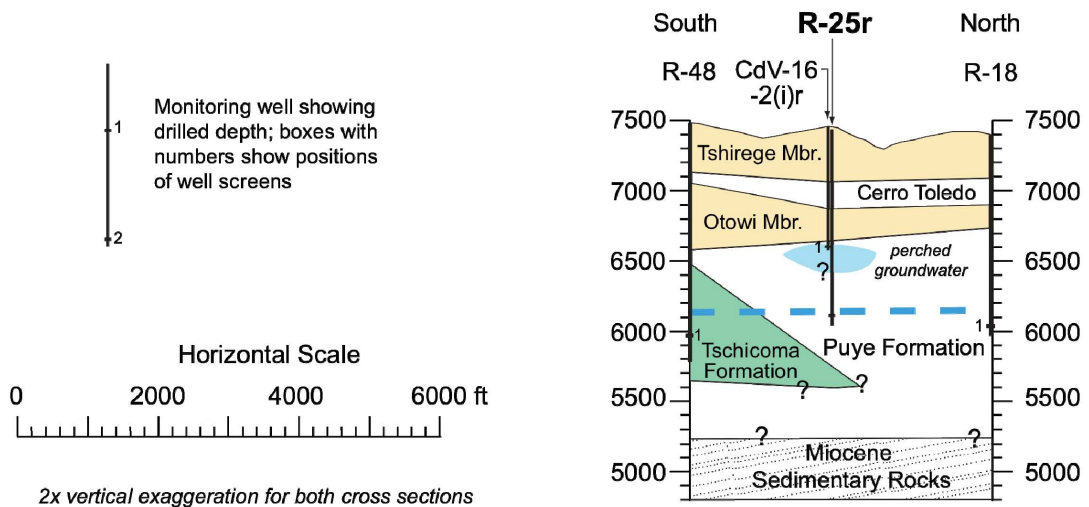 1
2
Monitoring well showing
drilled depth; boxes with
numbers show positions
of well screens
Horizontal Scale
0 2000 4000 6000 ft
2x vertical exaggeration for both cross sections
South R-25r North
R-48 CdV-16 R-18
-2(i)r
7500 7500
Tshirege Mbr.
7000 Cerro Toledo 7000
Otowi Mbr.
6500 1 perched 6500
? groundwater
6000 1 1 6000
Puye Formation
Tschicoma
Formation
5500 ? ? 5500
? ?
Miocene
5000 Sedimentary Rocks 5000